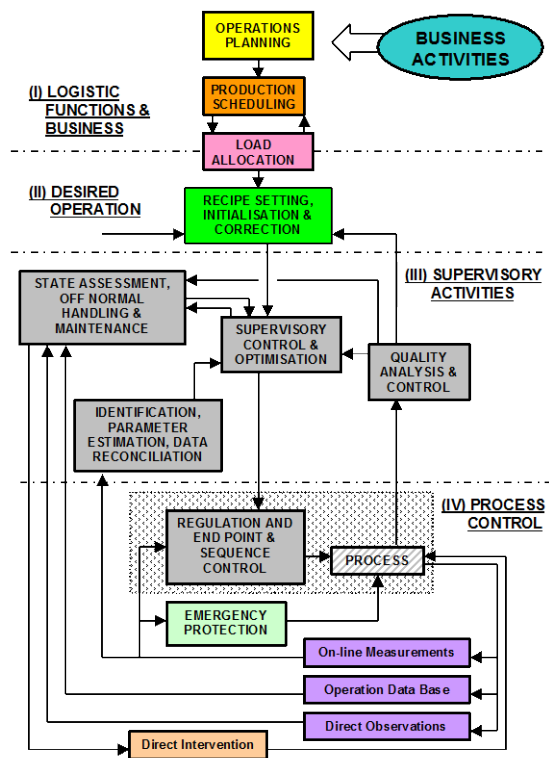 OPERATIONS
PLANNING
BUSINESS
ACTIVITIES
(I) LOGISTIC
FUNCTIONS &
BUSINESS
PRODUCTION
SCHEDULING
LOAD
ALLOCATION
(II) DESIRED
OPERATION
RECIPE SETTING,
INITIALISATION &
CORRECTION
(III) SUPERVISORY
ACTIVITIES
STATE ASSESSMENT,
OFF NORMAL
HANDLING &
MAINTENANCE
SUPERVISORY
CONTROL &
OPTIMISATION
QUALITY
ANALYSIS &
CONTROL
IDENTIFICATION,
PARAMETER
ESTIMATION, DATA
RECONCILIATION
(IV) PROCESS
CONTROL
REGULATION AND
END POINT &
SEQUENCE
CONTROL
PROCESS
EMERGENCY
PROTECTION
On-line Measurements
Operation Data Base
Direct Observations
Direct Intervention